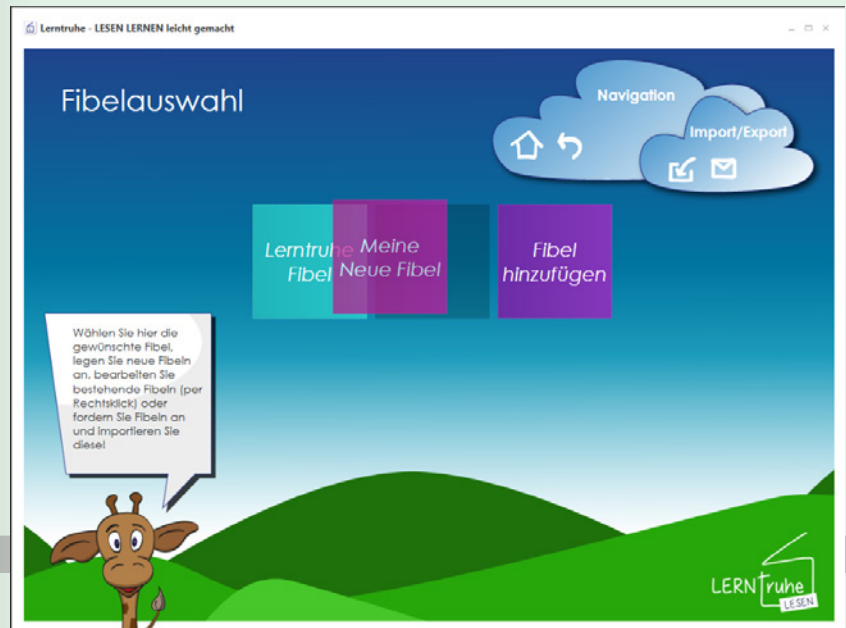 Lerntruhe - LESEN LERNEN leicht gemacht
Fibelauswahl
Navigation
Import/Export
Lerntruhe
Fibel
Meine
Neue Fibel
Fibel
hinzufügen
Wählen Sie hier die
gewünschte Fibel,
legen Sie neue Fibeln
an, bearbeiten Sie
bestehende Fibeln (per
Rechtsklick) oder
fordern Sie Fibeln an
und importieren Sie
diese!
LERNTruhe
LESEN